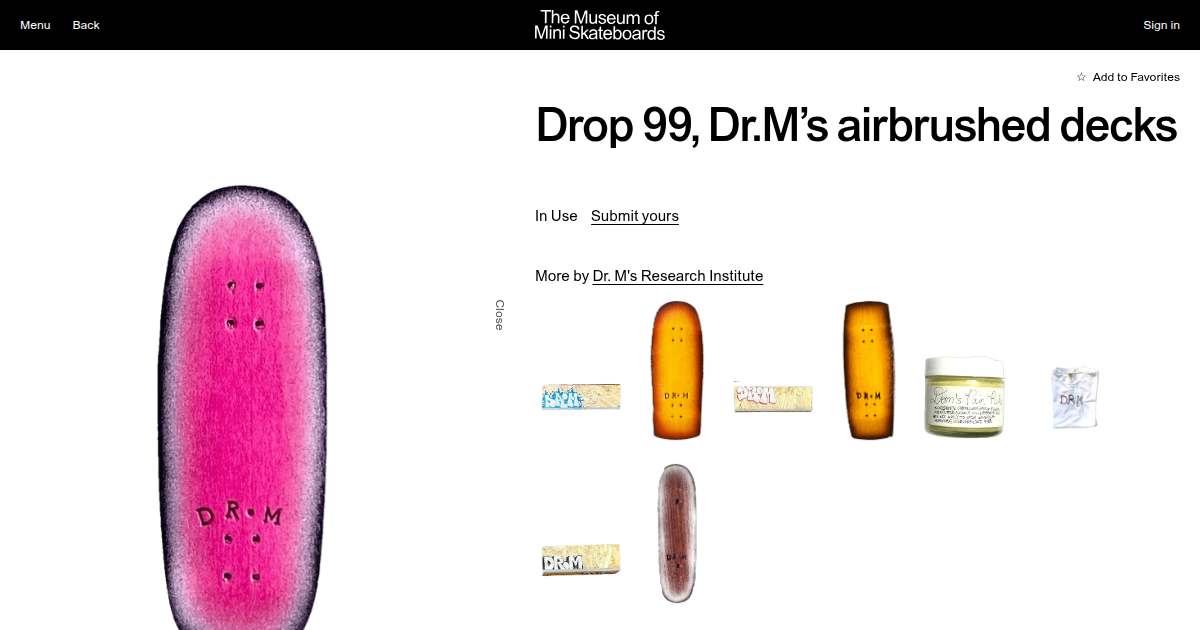 Menu
Back
The Museum of
Mini Skateboards
Sign in
☆ Add to Favorites
Drop 99, Dr.M’s airbrushed decks
In Use
Submit yours
More by Dr. M's Research Institute
Close
DR•M
DR•M
DR•M
DR•M
DR•M